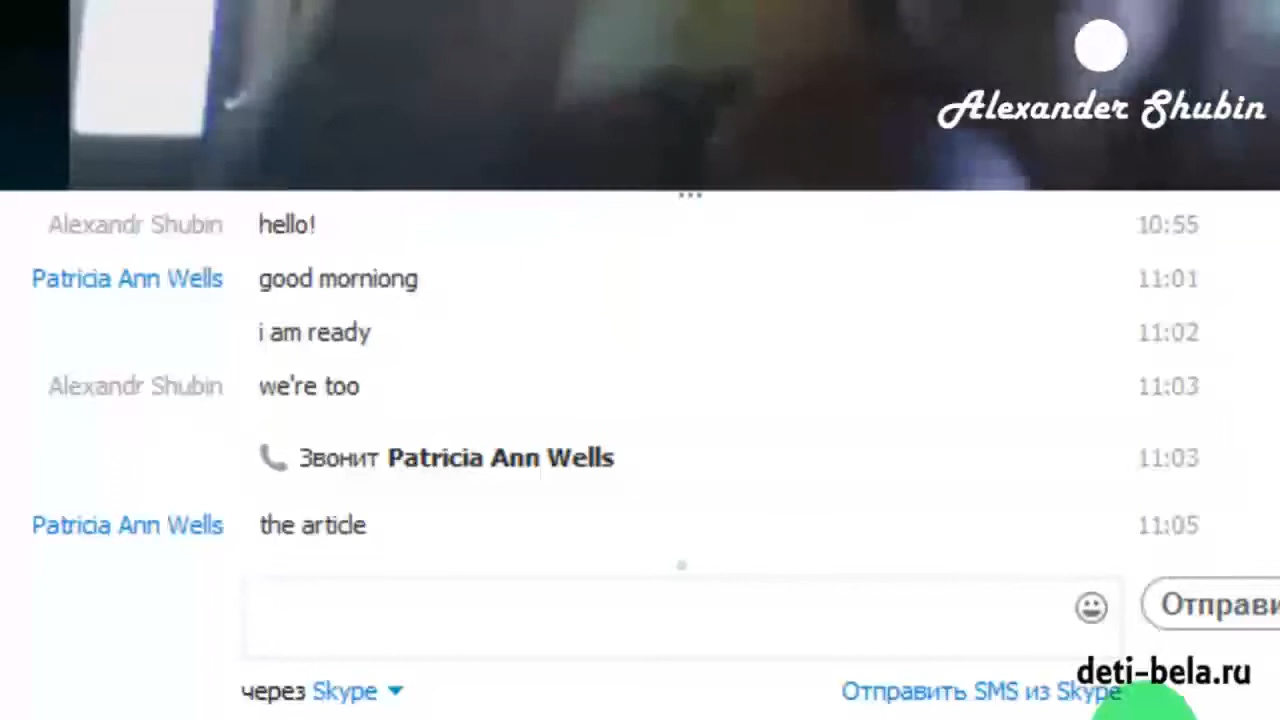 Alexander Shubin
Alexandr Shubin hello! 10:55
Patricia Ann Wells good morniong 11:01
i am ready 11:02
Alexandr Shubin we're too 11:03
Звонит Patricia Ann Wells 11:03
Patricia Ann Wells the article 11:05
Отправи
deti-bela.ru
через Skype Отправить SMS из Skype